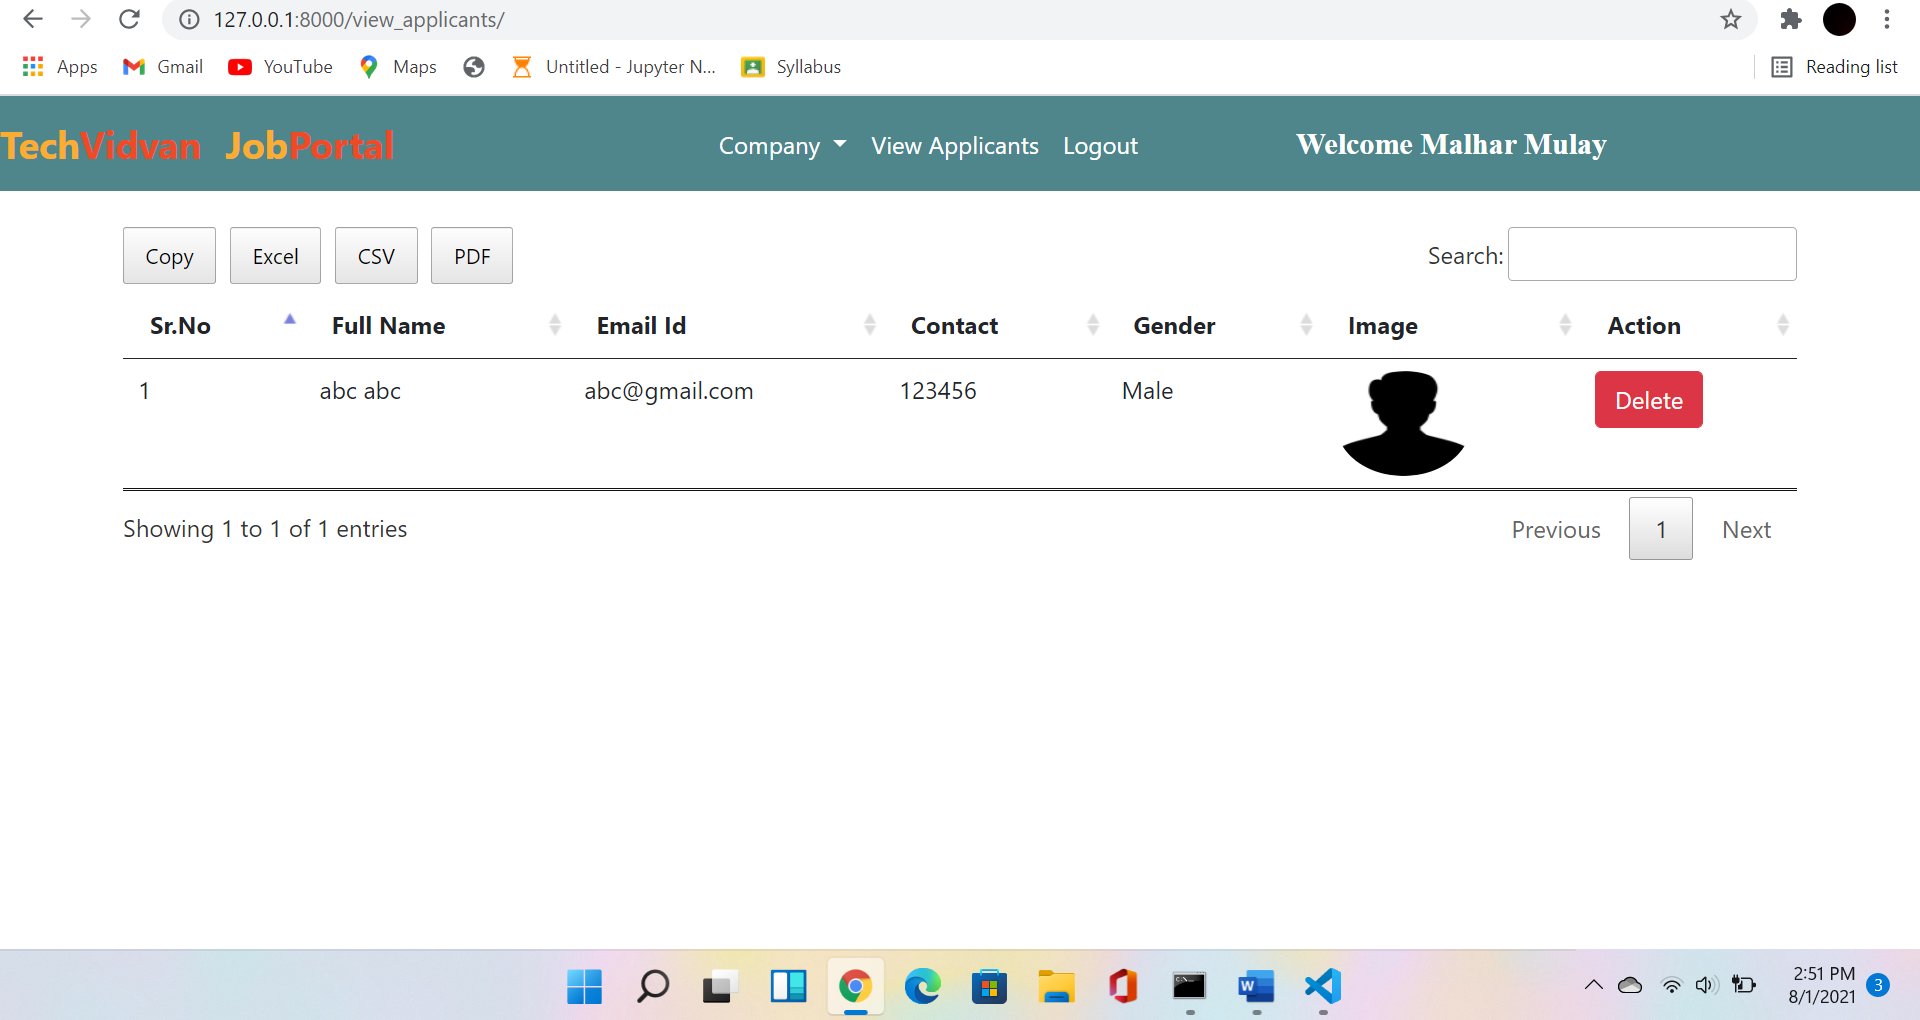 127.0.0.1:8000/view_applicants/
Apps Gmail YouTube Maps Untitled - Jupyter N... Syllabus Reading list
TechVidvan JobPortal Company View Applicants Logout Welcome Malhar Mulay
Copy Excel CSV PDF Search:
Sr.No Full Name Email Id Contact Gender Image Action
1 abc abc abc@gmail.com 123456 Male Delete
Showing 1 to 1 of 1 entries Previous 1 Next
2:51 PM
8/1/2021 3